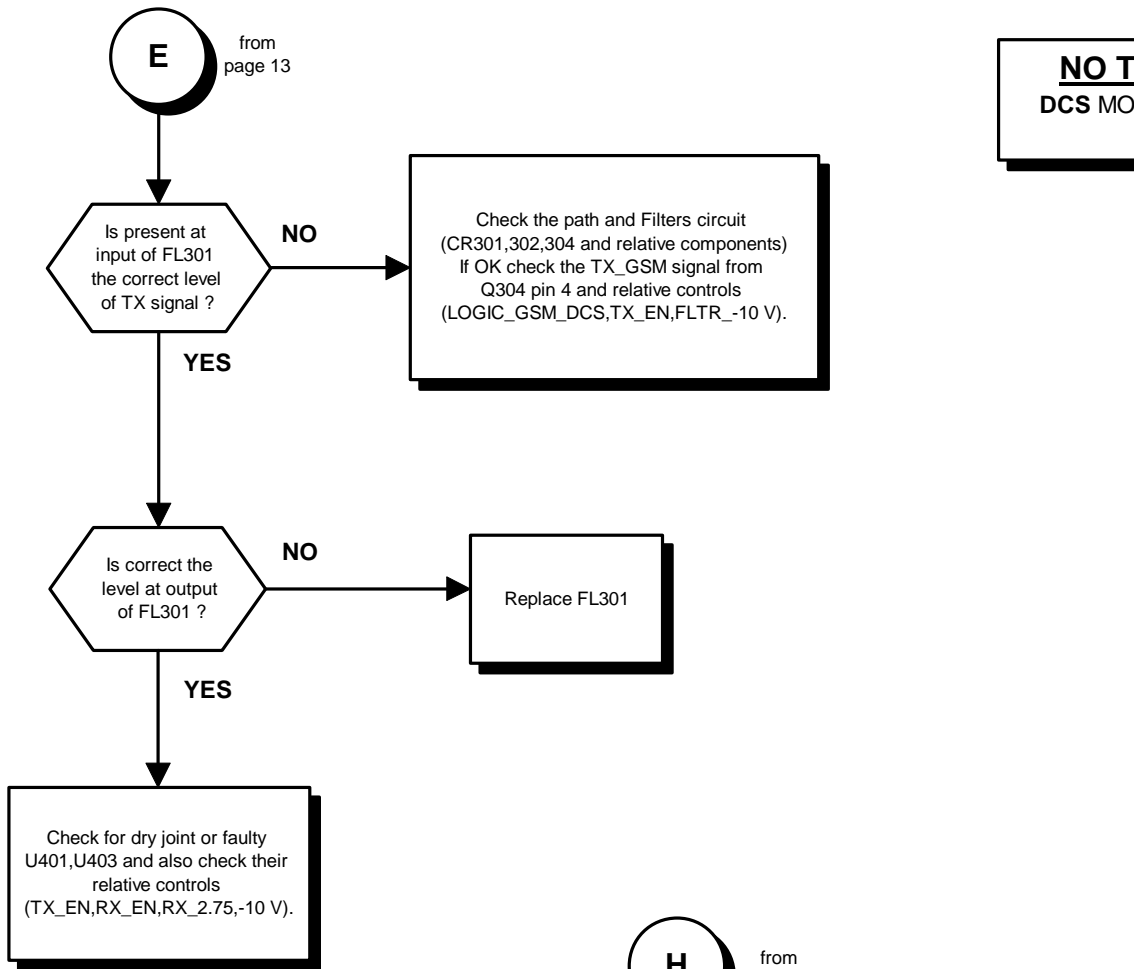 E
from
page 13
NO T
DCS MO
Is present at
input of FL301
the correct level
of TX signal ?
NO
Check the path and Filters circuit
(CR301,302,304 and relative components)
If OK check the TX_GSM signal from
Q304 pin 4 and relative controls
(LOGIC_GSM_DCS,TX_EN,FLTR_-10 V).
YES
Is correct the
level at output
of FL301 ?
NO
Replace FL301
YES
Check for dry joint or faulty
U401,U403 and also check their
relative controls
(TX_EN,RX_EN,RX_2.75,-10 V).
H
from